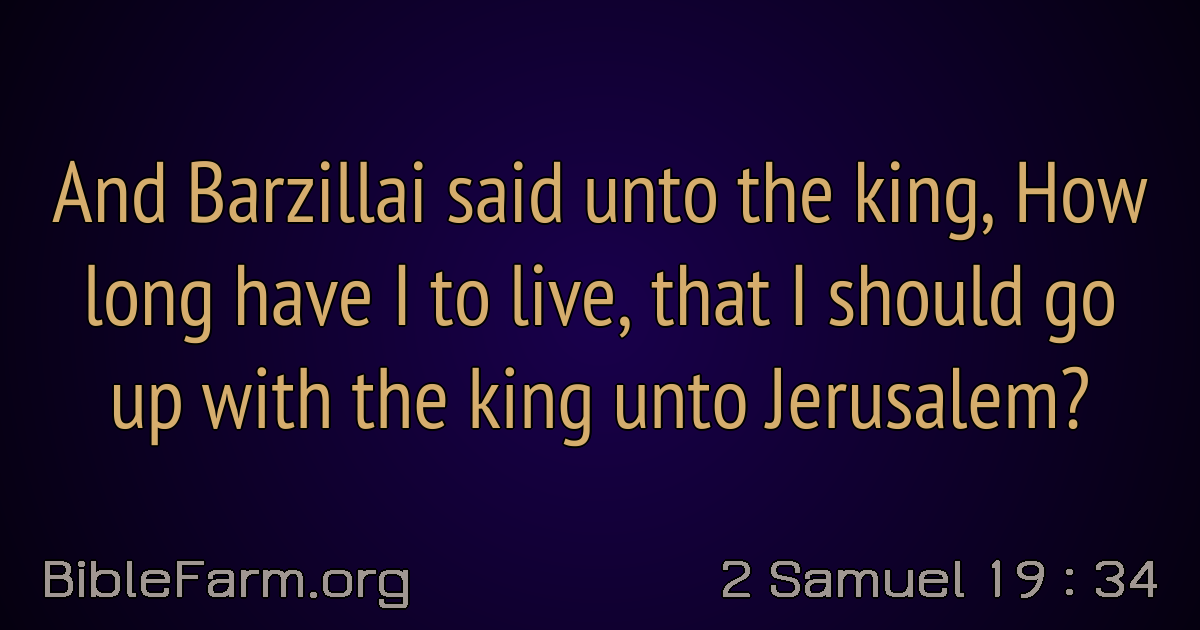 And Barzillai said unto the king, How
long have I to live, that I should go
up with the king unto Jerusalem?
BibleFarm.org
2 Samuel 19 : 34